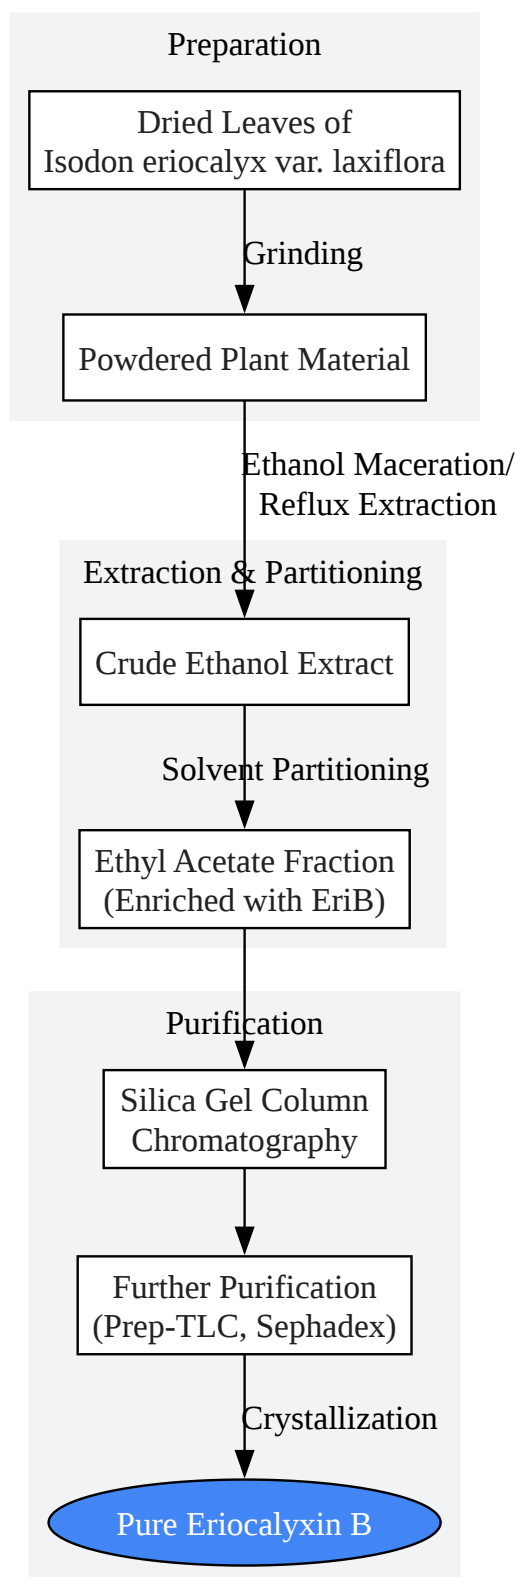 Preparation
Dried Leaves of
Isodon eriocalyx var. laxiflora
Grinding
Powdered Plant Material
Ethanol Maceration/
Reflux Extraction
Extraction & Partitioning
Crude Ethanol Extract
Solvent Partitioning
Ethyl Acetate Fraction
(Enriched with EriB)
Purification
Silica Gel Column
Chromatography
Further Purification
(Prep-TLC, Sephadex)
Crystallization
Pure Eriocalyxin B